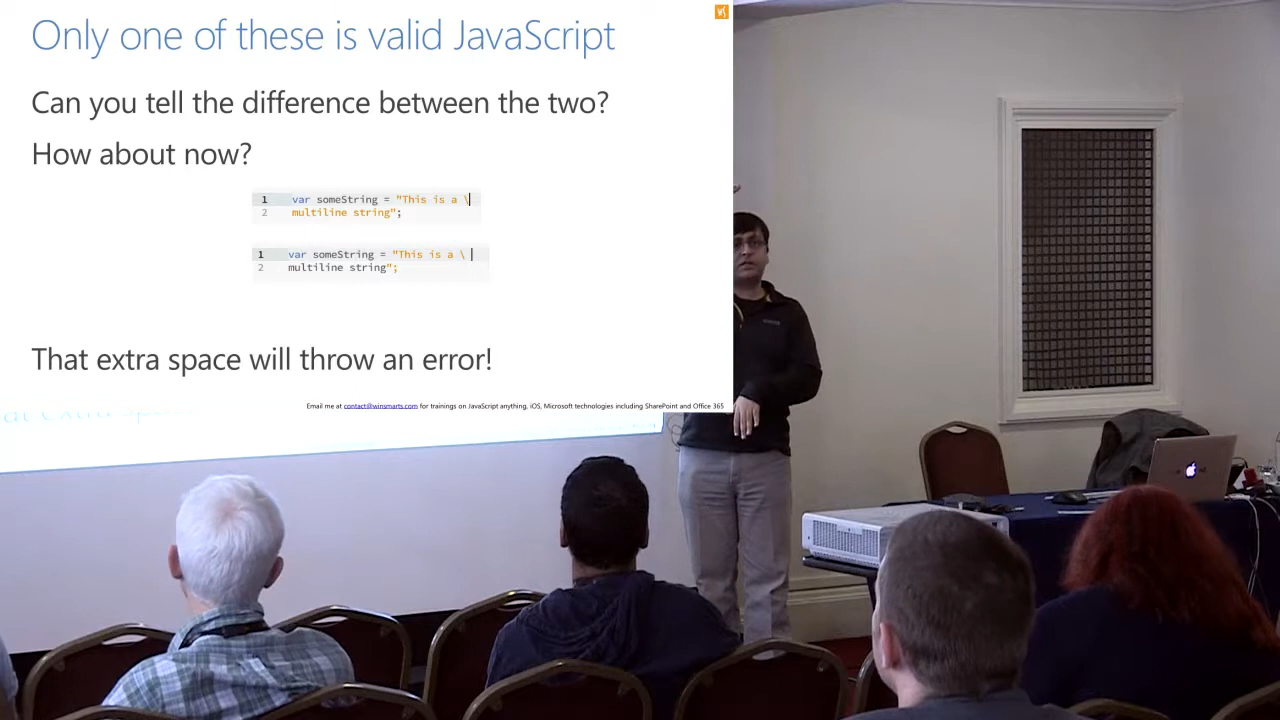 Only one of these is valid JavaScript
Can you tell the difference between the two?
How about now?
1 var someString = "This is a \
2 multiline string";
1 var someString = "This is a \
2 multiline string";
That extra space will throw an error!
Email me at contact@winsmarts.com for trainings on JavaScript anything, iOS, Microsoft technologies including SharePoint and Office 365